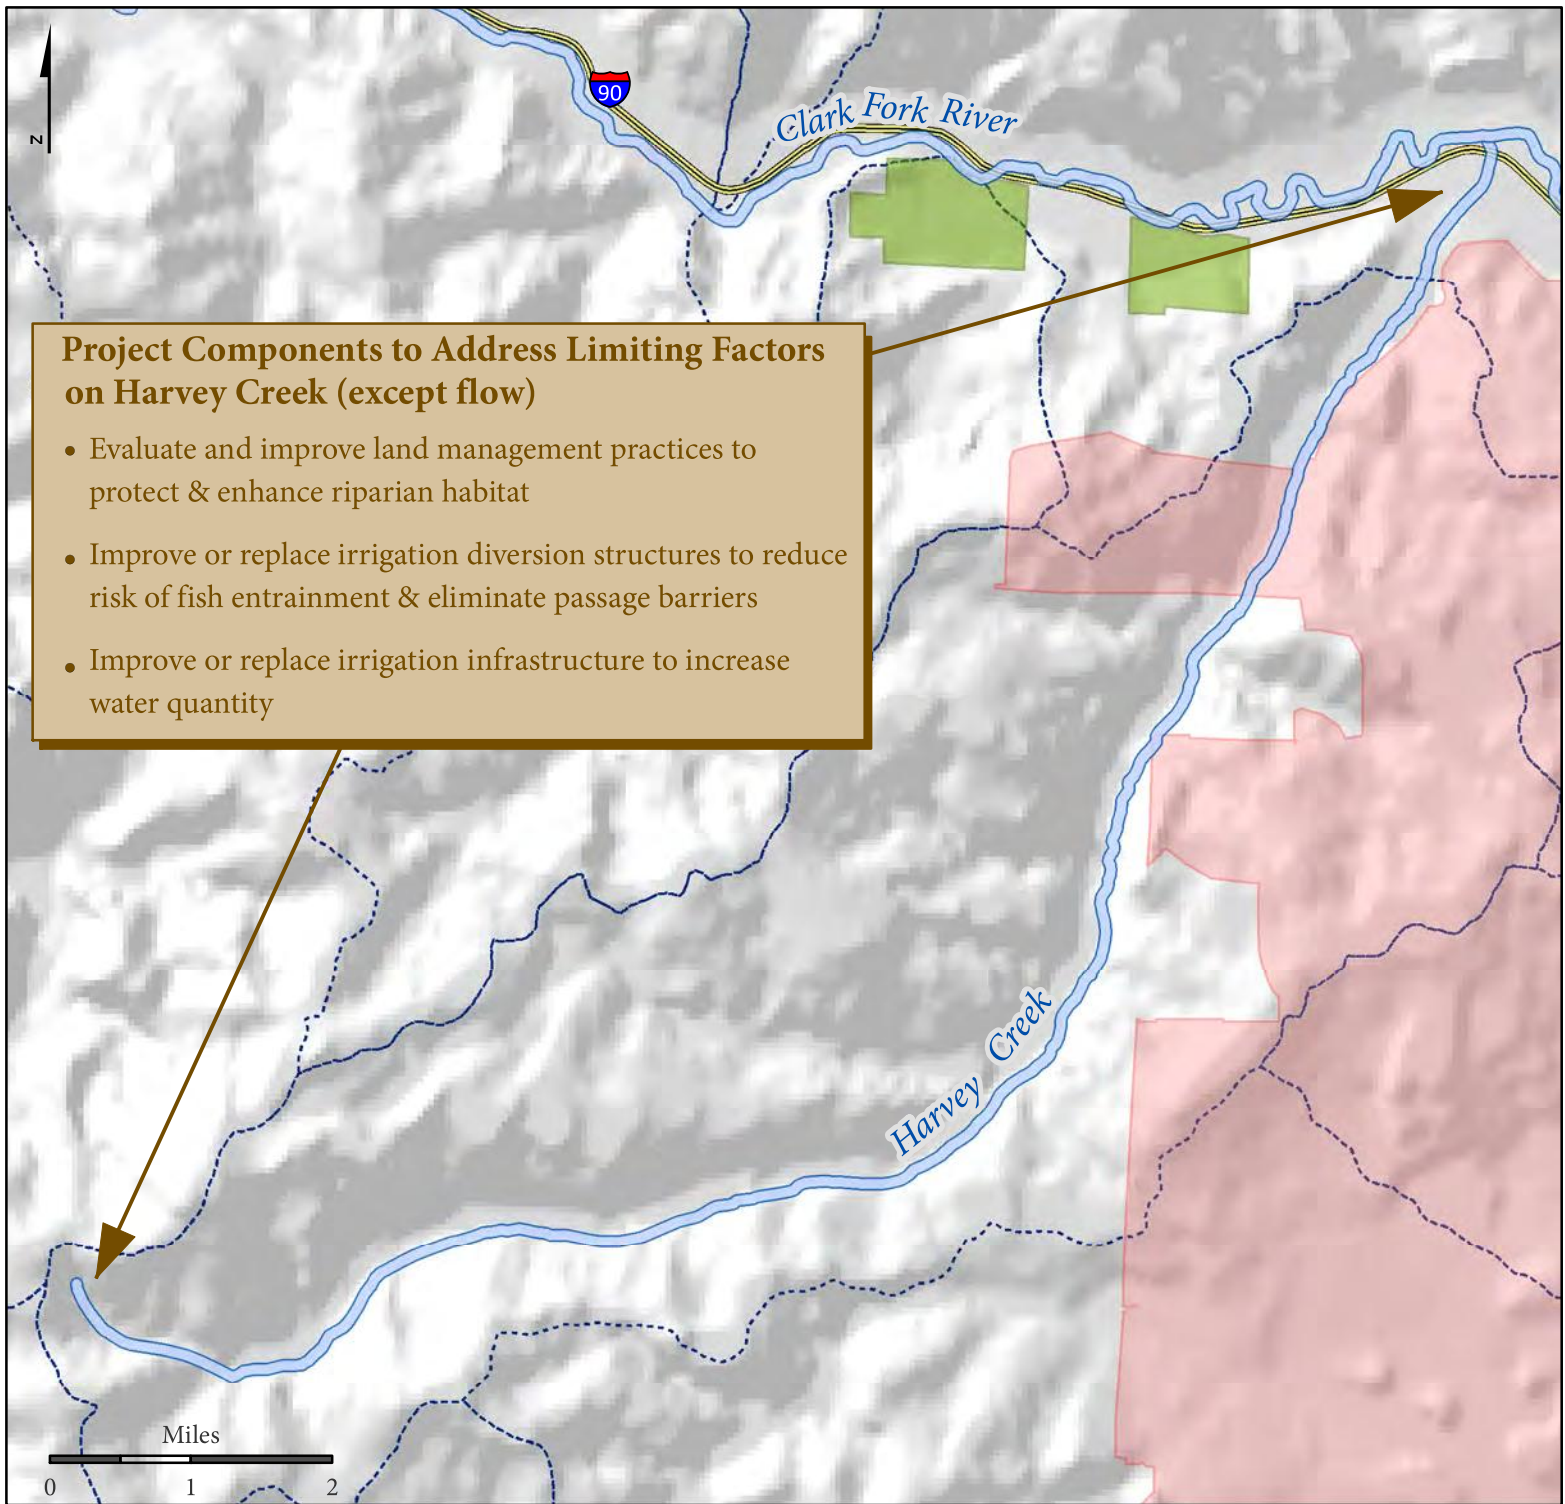 N
90
Clark Fork River
Project Components to Address Limiting Factors
on Harvey Creek (except flow)
• Evaluate and improve land management practices to
protect & enhance riparian habitat
• Improve or replace irrigation diversion structures to reduce
risk of fish entrainment & eliminate passage barriers
• Improve or replace irrigation infrastructure to increase
water quantity
Harvey Creek
Miles
0 1 2